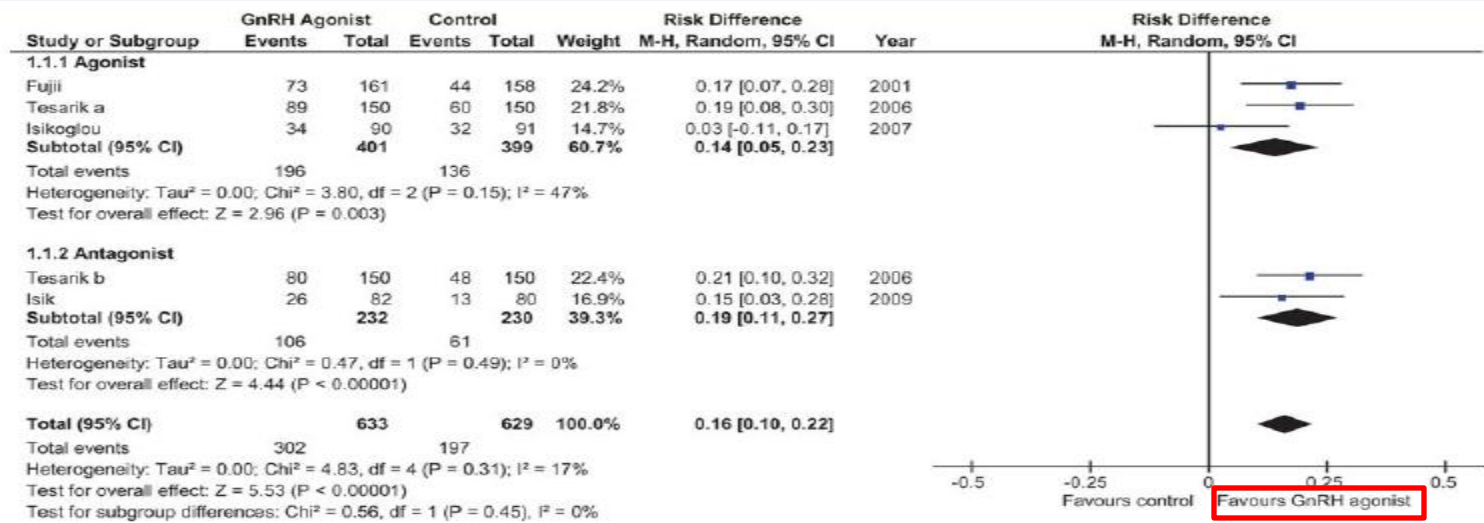 GnRH Agonist Control Risk Difference Risk Difference
Study or Subgroup Events Total Events Total Weight M-H, Random, 95% CI Year M-H, Random, 95% CI
1.1.1 Agonist
Fujii 73 161 44 158 24.2% 0.17 [0.07, 0.28] 2001
Tesarik a 89 150 60 150 21.8% 0.19 [0.08, 0.30] 2006
Isikoglou 34 90 32 91 14.7% 0.03 [-0.11, 0.17] 2007
Subtotal (95% CI) 401 399 60.7% 0.14 [0.05, 0.23]
Total events 196 136
Heterogeneity: Tau² = 0.00; Chi² = 3.80, df = 2 (P = 0.15); I² = 47%
Test for overall effect: Z = 2.96 (P = 0.003)
1.1.2 Antagonist
Tesarik b 80 150 48 150 22.4% 0.21 [0.10, 0.32] 2006
Isik 26 82 13 80 16.9% 0.15 [0.03, 0.28] 2009
Subtotal (95% CI) 232 230 39.3% 0.19 [0.11, 0.27]
Total events 106 61
Heterogeneity: Tau² = 0.00; Chi² = 0.47, df = 1 (P = 0.49); I² = 0%
Test for overall effect: Z = 4.44 (P < 0.00001)
Total (95% CI) 633 629 100.0% 0.16 [0.10, 0.22]
Total events 302 197
Heterogeneity: Tau² = 0.00; Chi² = 4.83, df = 4 (P = 0.31); I² = 17%
Test for overall effect: Z = 5.53 (P < 0.00001)
Test for subgroup differences: Chi² = 0.56, df = 1 (P = 0.45), I² = 0%
-0.5 -0.25 0 0.25 0.5
Favours control Favours GnRH agonist